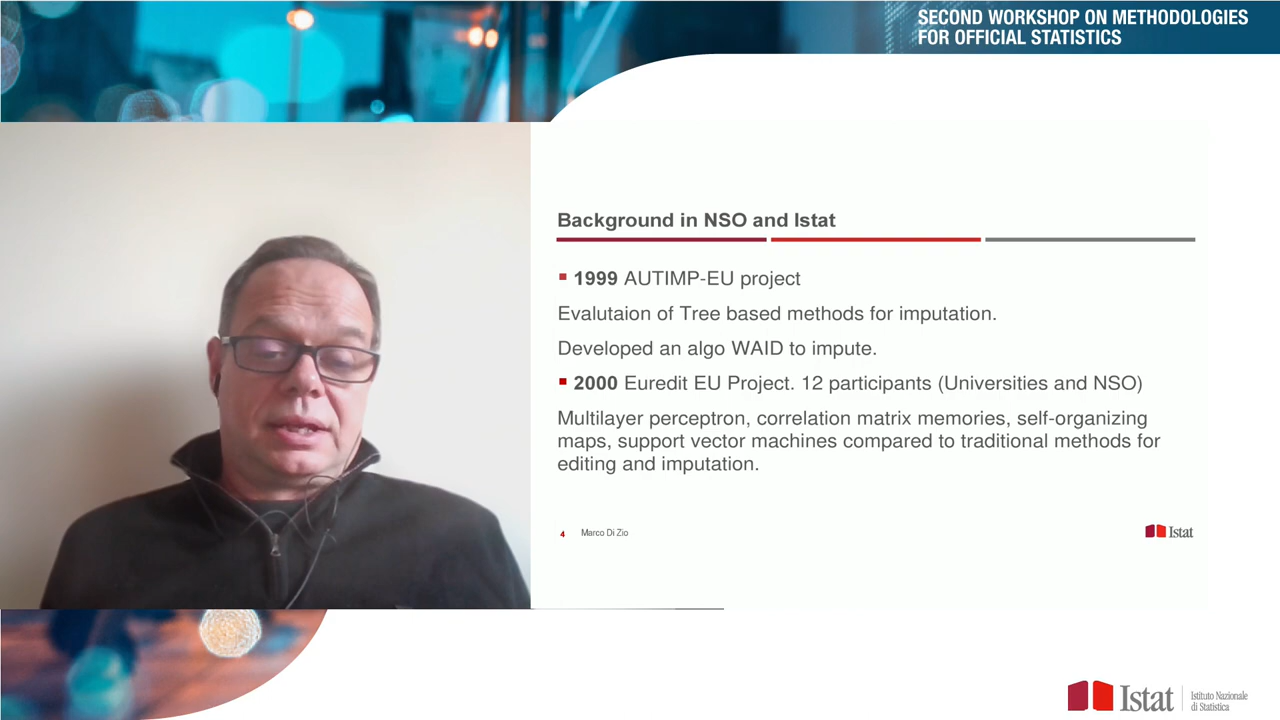 SECOND WORKSHOP ON METHODOLOGIES
FOR OFFICIAL STATISTICS
Background in NSO and Istat
1999 AUTIMP-EU project
Evalutaion of Tree based methods for imputation.
Developed an algo WAID to impute.
2000 Euredit EU Project. 12 participants (Universities and NSO)
Multilayer perceptron, correlation matrix memories, self-organizing
maps, support vector machines compared to traditional methods for
editing and imputation.
4 Marco Di Zio
Istat
Istat
Istituto Nazionale
di Statistica